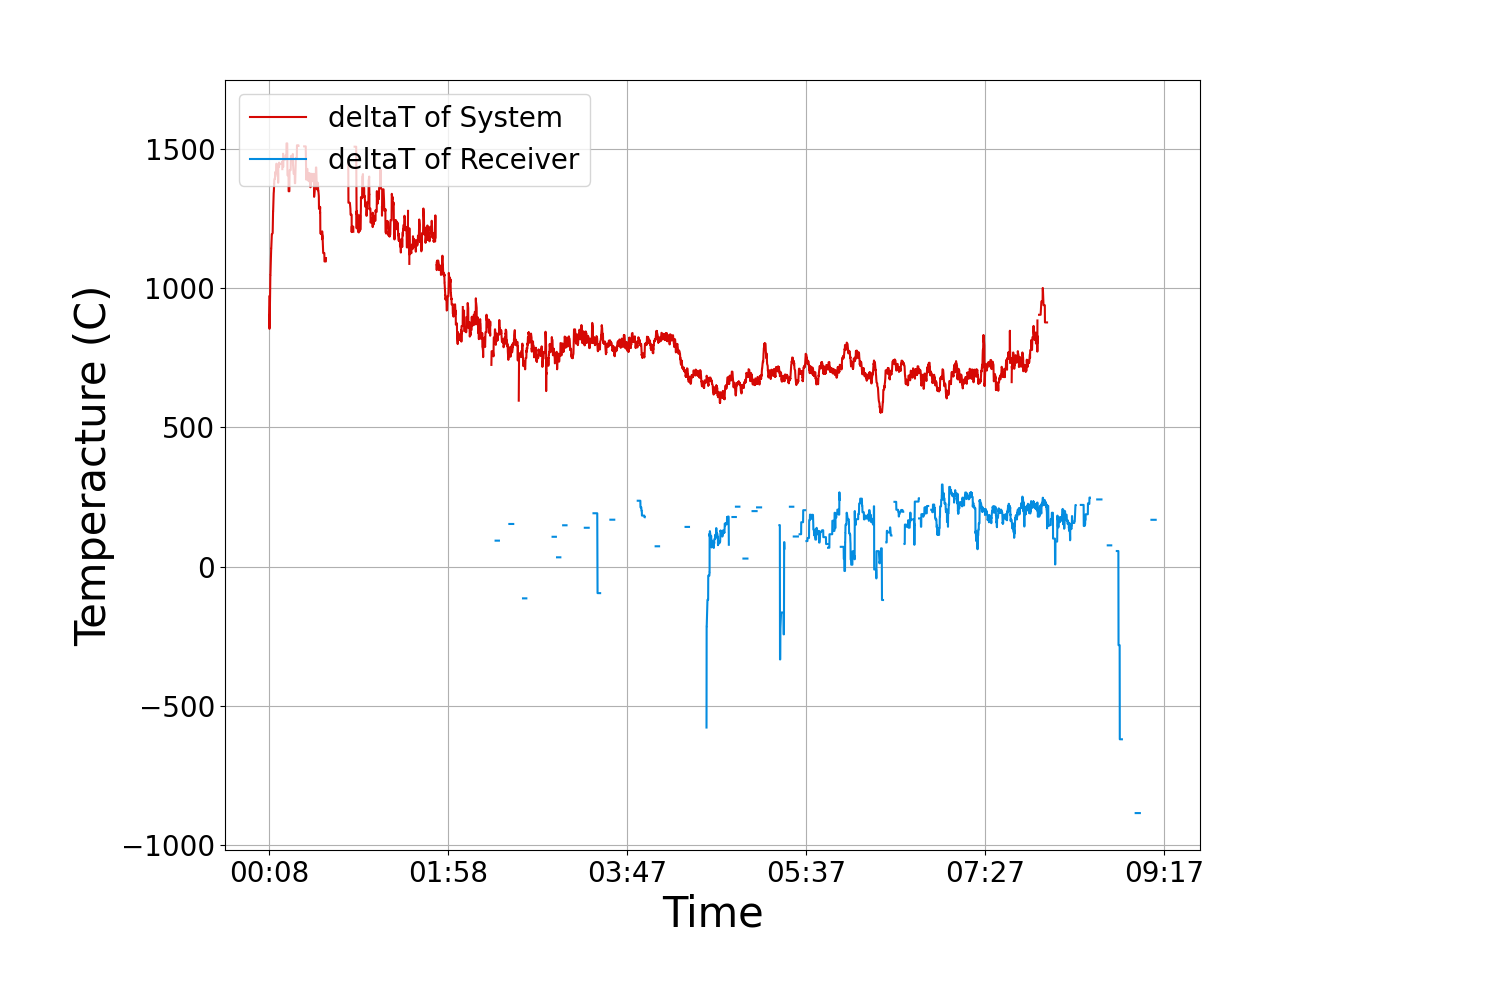 deltaT of System
deltaT of Receiver
1500
1000
500
0
−500
−1000
Temperacture (C)
00:08 01:58 03:47 05:37 07:27 09:17
Time